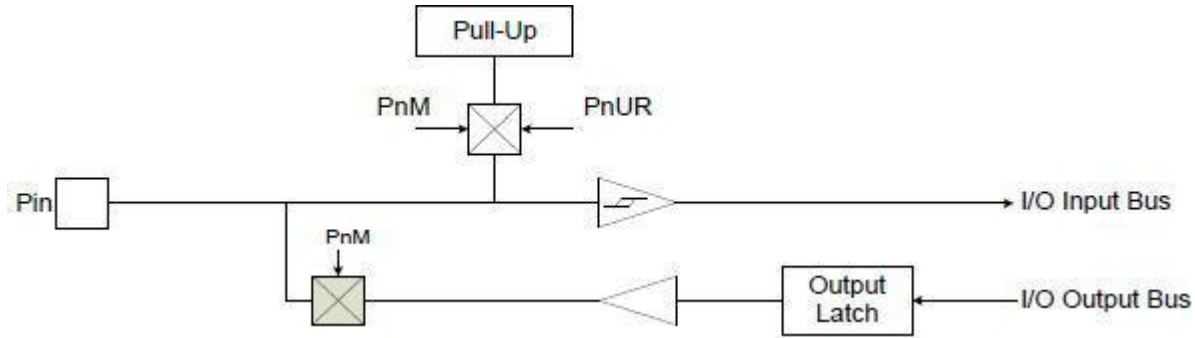 Pull-Up
PnM
PnUR
Pin
I/O Input Bus
PnM
Output
Latch
I/O Output Bus